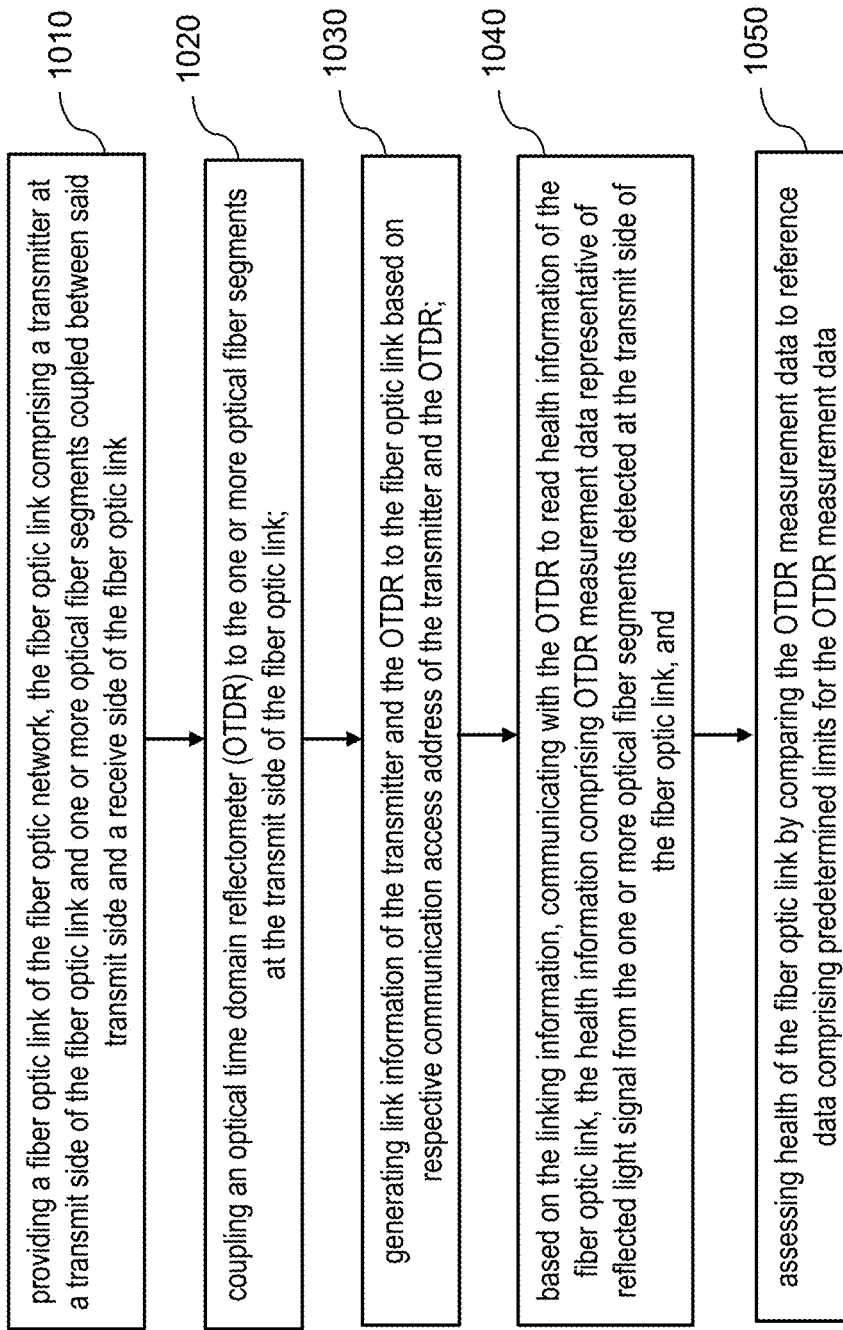 providing a fiber optic link of the fiber optic network, the fiber optic link comprising a transmitter at
a transmit side of the fiber optic link and one or more optical fiber segments coupled between said
transmit side and a receive side of the fiber optic link
1010
coupling an optical time domain reflectometer (OTDR) to the one or more optical fiber segments
at the transmit side of the fiber optic link;
1020
generating link information of the transmitter and the OTDR to the fiber optic link based on
respective communication access address of the transmitter and the OTDR;
1030
based on the linking information, communicating with the OTDR to read health information of the
fiber optic link, the health information comprising OTDR measurement data representative of
reflected light signal from the one or more optical fiber segments detected at the transmit side of
the fiber optic link, and
1040
assessing health of the fiber optic link by comparing the OTDR measurement data to reference
data comprising predetermined limits for the OTDR measurement data
1050